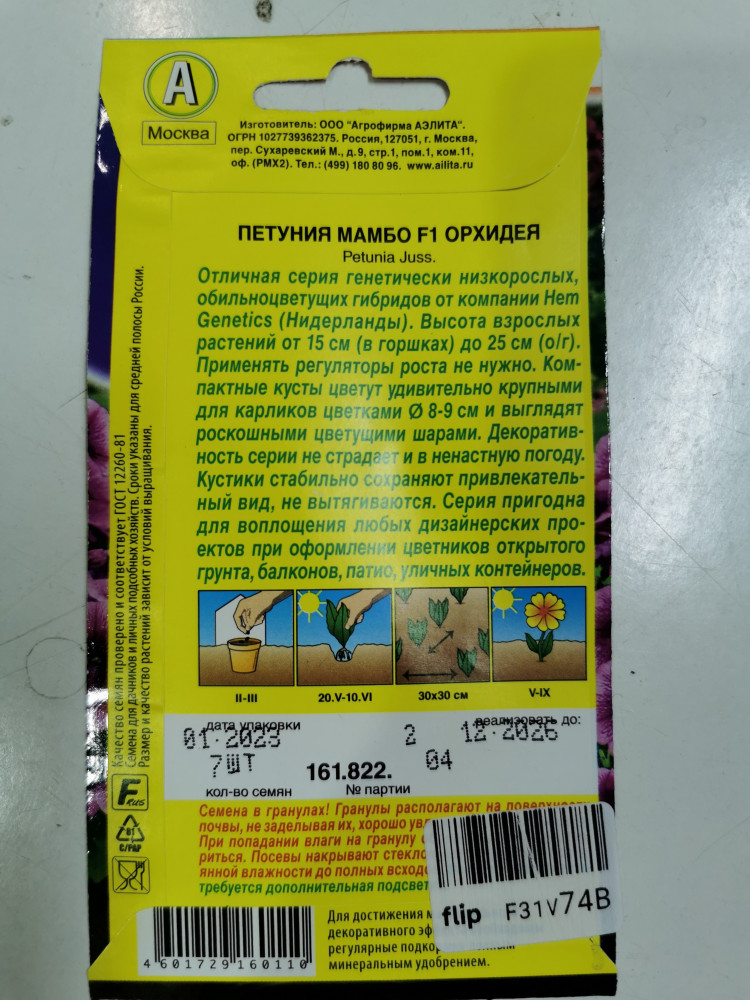 А
Москва
Изготовитель: ООО "Агрофирма АЭЛИТА".
ОГРН 1027739362375. Россия,127051, г. Москва,
пер. Сухаревский М., д.9, стр.1, пом.1, ком.11,
оф. (РМХ2). Тел.: (499) 180 80 96. www.ailita.ru
ПЕТУНИЯ МАМБО F1 ОРХИДЕЯ
Petunia Juss.
Отличная серия генетически низкорослых,
обильноцветущих гибридов от компании Hem
Genetics (Нидерланды). Высота взрослых
растений от 15 см (в горшках) до 25 см (о/г).
Применять регуляторы роста не нужно. Ком-
пактные кусты цветут удивительно крупными
для карликов цветками Ø 8-9 см и выглядят
роскошными цветущими шарами. Декоратив-
ность серии не страдает и в ненастную погоду.
Кустики стабильно сохраняют привлекатель-
ный вид, не вытягиваются. Серия пригодна
для воплощения любых дизайнерских про-
ектов при оформлении цветников открытого
грунта, балконов, патио, уличных контейнеров.
II-III 20.V-10.VI 30х30 см V-IX
дата упаковки реализовать до:
01·2023 2 12·2026
7ШТ 161.822. 04
кол-во семян № партии
Семена в гранулах! Гранулы располагают на поверхности
почвы, не заделывая их, хорошо
При попадании влаги на гранулу
риться. Посевы накрывают
янной влажности до полных
требуется дополнительная
Для достижения
декоративного
регулярные
минеральным удобрением.
flip F31V74B
4 601729 160110
Качество семян проверено и соответствует ГОСТ 12260-81
Семена для дачников и личных подсобных хозяйств. Сроки указаны для средней полосы России.
Размер и качество растений зависит от условий выращивания.
F RUS
81
C/PAP